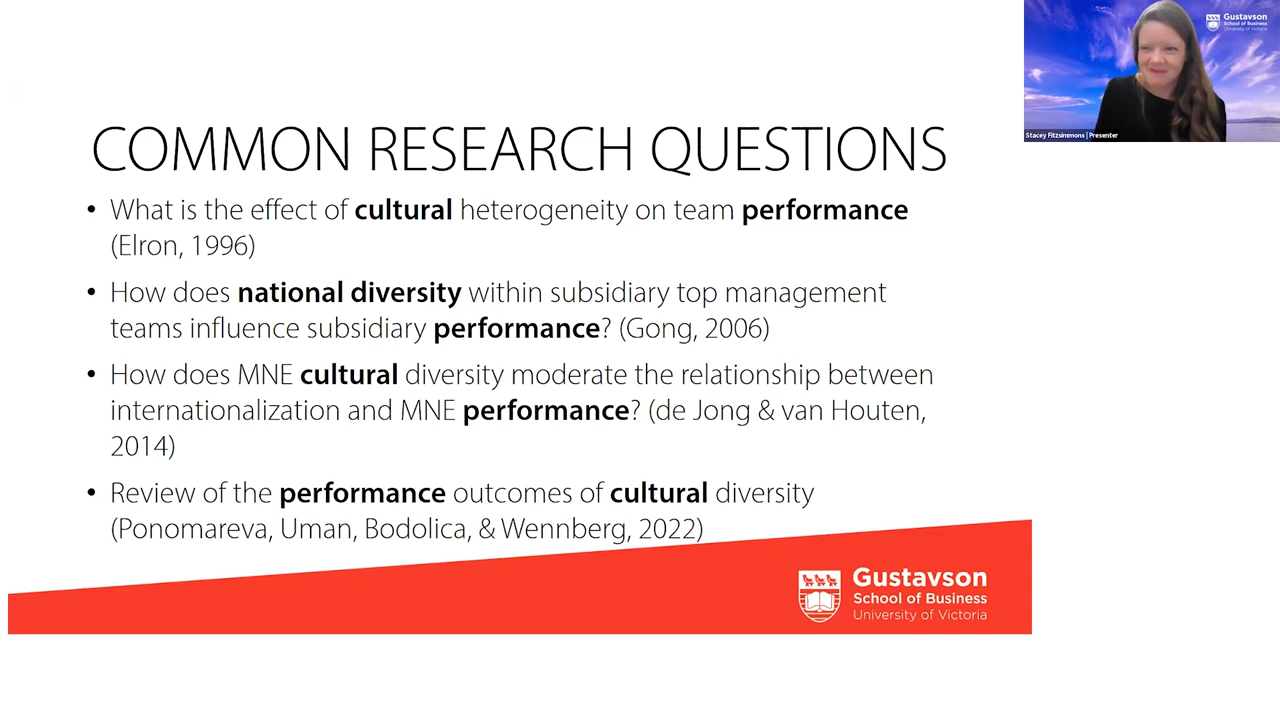 COMMON RESEARCH QUESTIONS
• What is the effect of cultural heterogeneity on team performance
(Elron, 1996)
• How does national diversity within subsidiary top management
teams influence subsidiary performance? (Gong, 2006)
• How does MNE cultural diversity moderate the relationship between
internationalization and MNE performance? (de Jong & van Houten,
2014)
• Review of the performance outcomes of cultural diversity
(Ponomareva, Uman, Bodolica, & Wennberg, 2022)
Gustavson
School of Business
University of Victoria
Gustavson
School of Business
University of Victoria
Stacey Fitzsimmons | Presenter